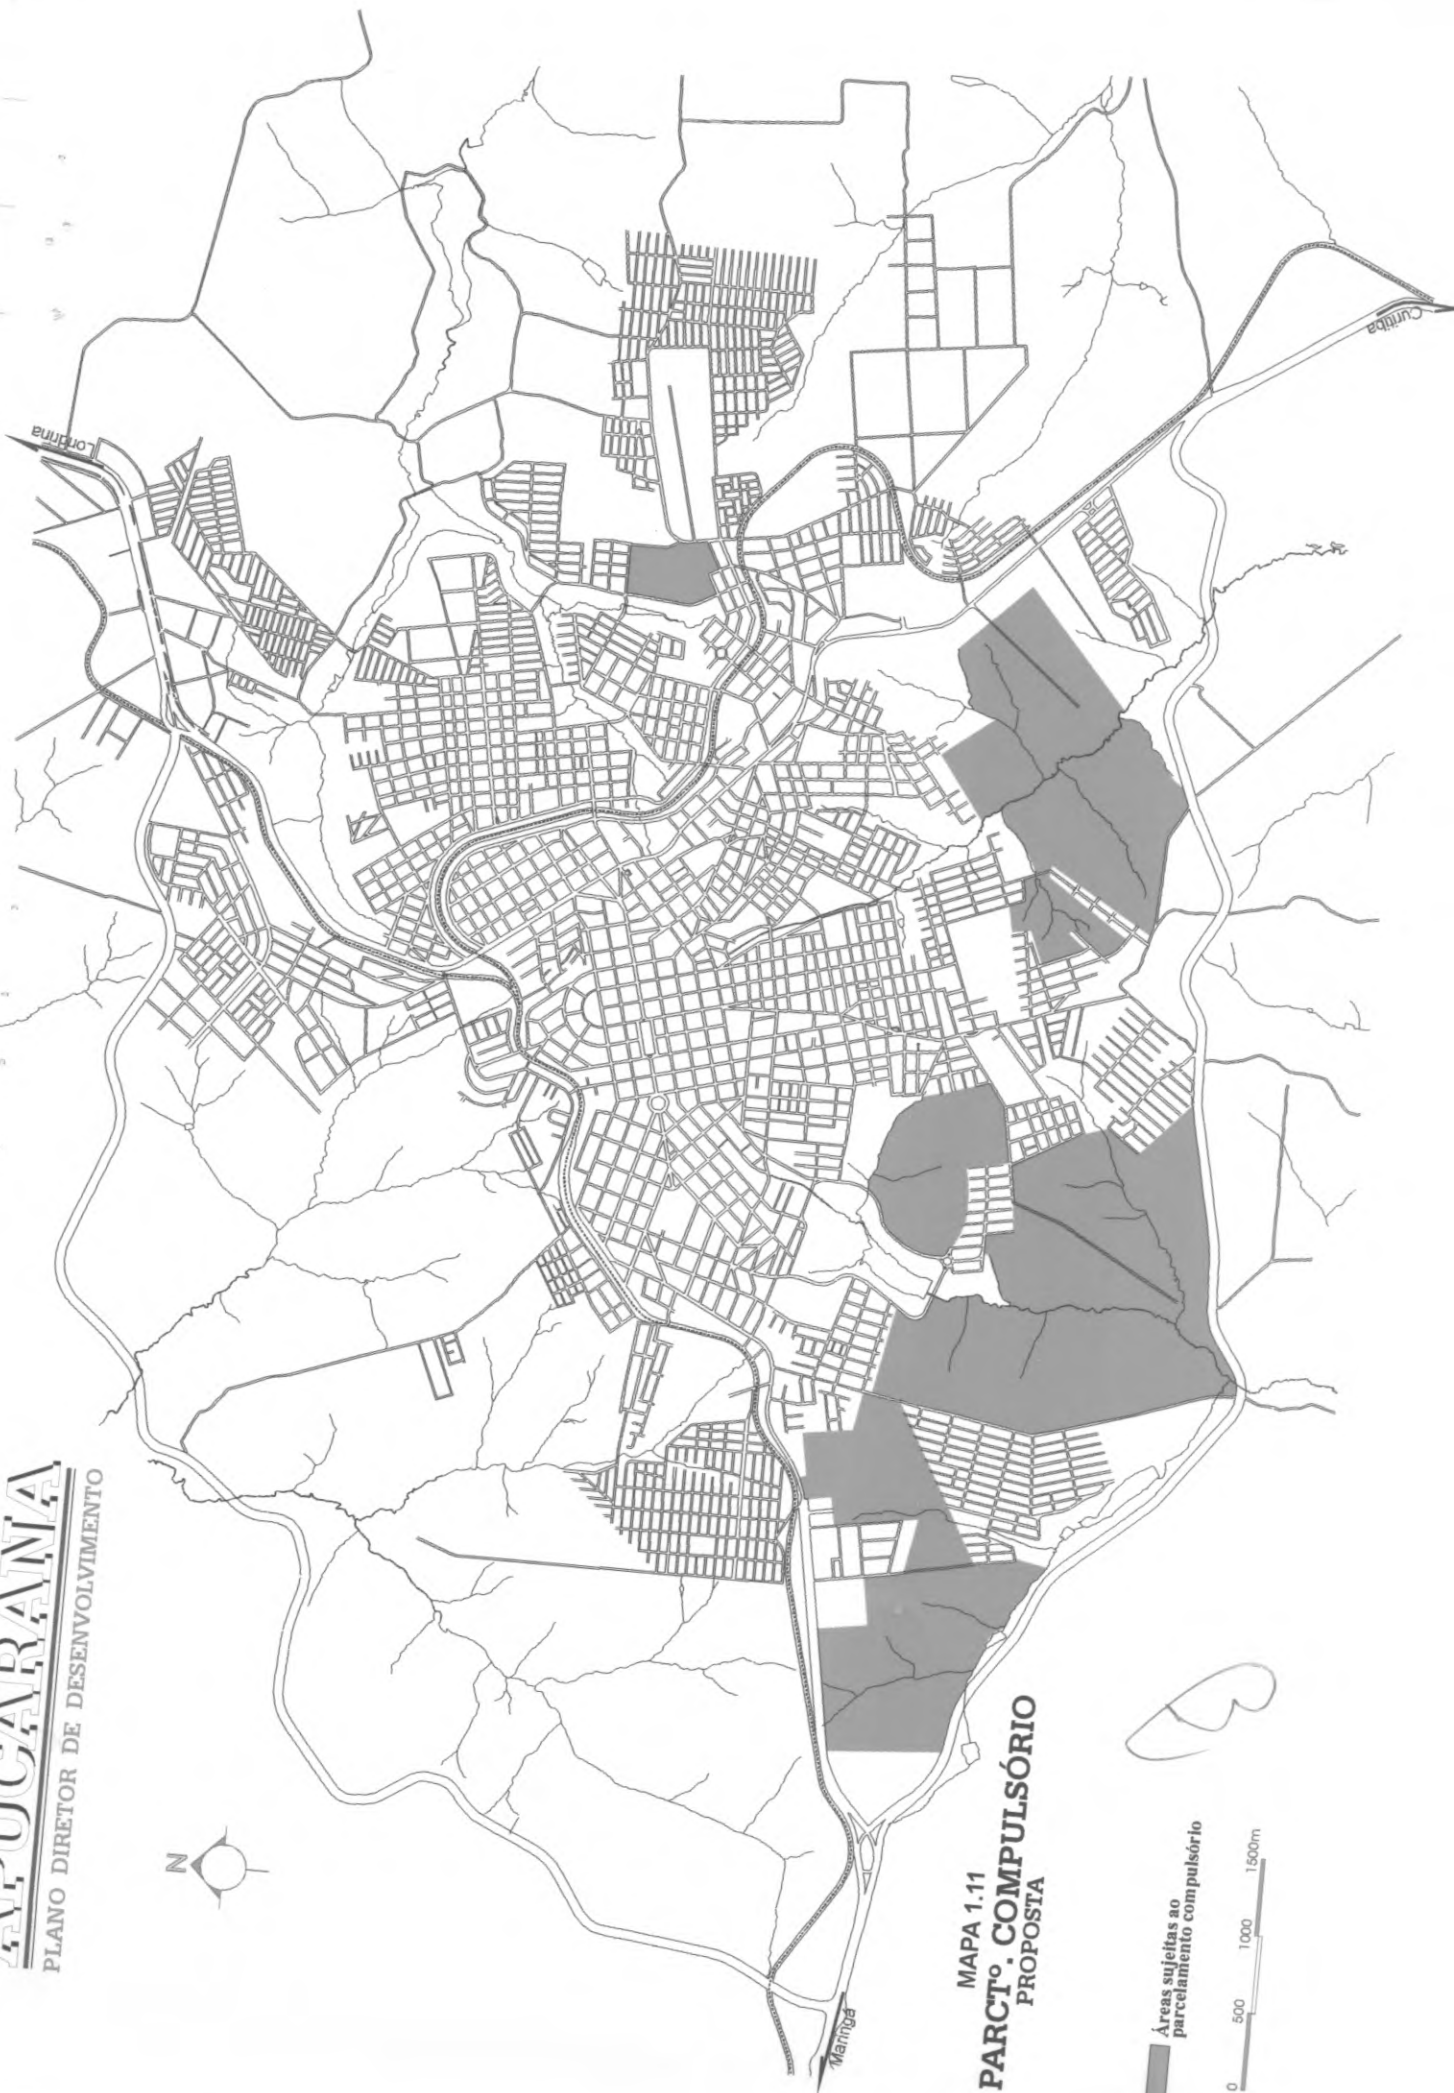 APUCARANA
PLANO DIRETOR DE DESENVOLVIMENTO
N
Londrina
Curitiba
Maringá
MAPA 1.11
PARCTº. COMPULSÓRIO
PROPOSTA
Áreas sujeitas ao
parcelamento compulsório
0 500 1000 1500m